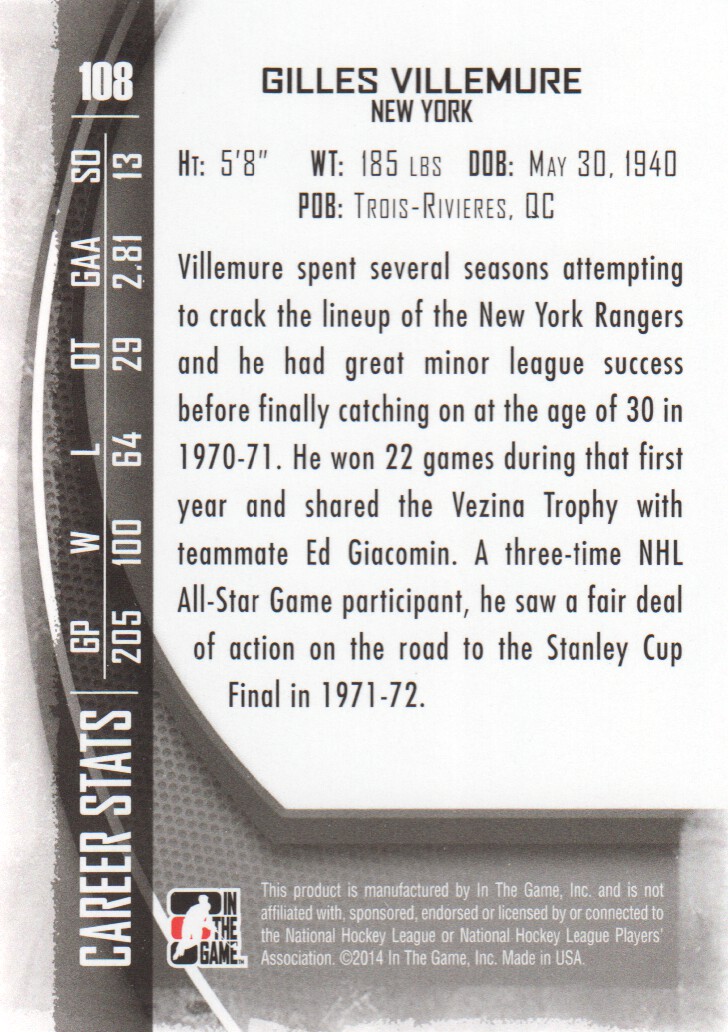 108
GILLES VILLEMURE
NEW YORK
HT: 5'8" WT: 185 LBS DOB: MAY 30, 1940
POB: TROIS-RIVIERES, QC
Villemure spent several seasons attempting
to crack the lineup of the New York Rangers
and he had great minor league success
before finally catching on at the age of 30 in
1970-71. He won 22 games during that first
year and shared the Vezina Trophy with
teammate Ed Giacomin. A three-time NHL
All-Star Game participant, he saw a fair deal
of action on the road to the Stanley Cup
Final in 1971-72.
CAREER STATS
GP W L OT GAA SO
205 100 64 29 2.81 13
IN
THE
GAME™
This product is manufactured by In The Game, Inc. and is not
affiliated with, sponsored, endorsed or licensed by or connected to
the National Hockey League or National Hockey League Players'
Association. ©2014 In The Game, Inc. Made in USA.